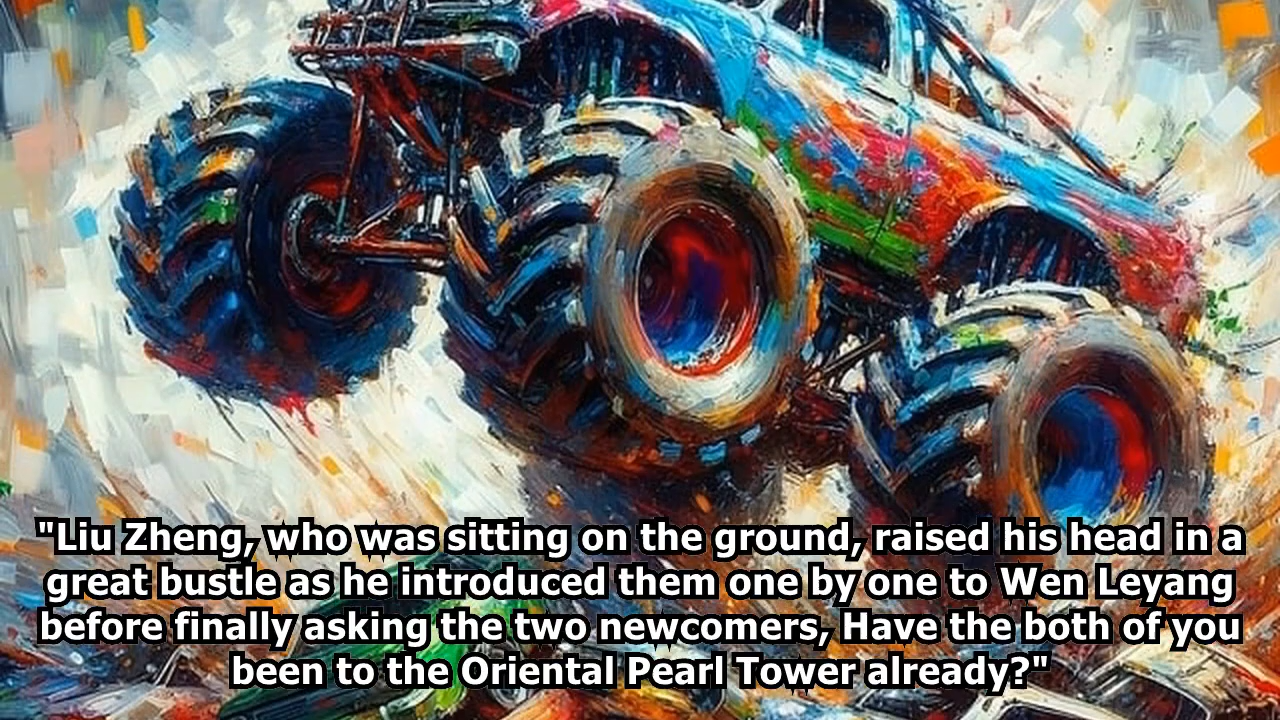 "Liu Zheng, who was sitting on the ground, raised his head in a
great bustle as he introduced them one by one to Wen Leyang
before finally asking the two newcomers, Have the both of you
been to the Oriental Pearl Tower already?"